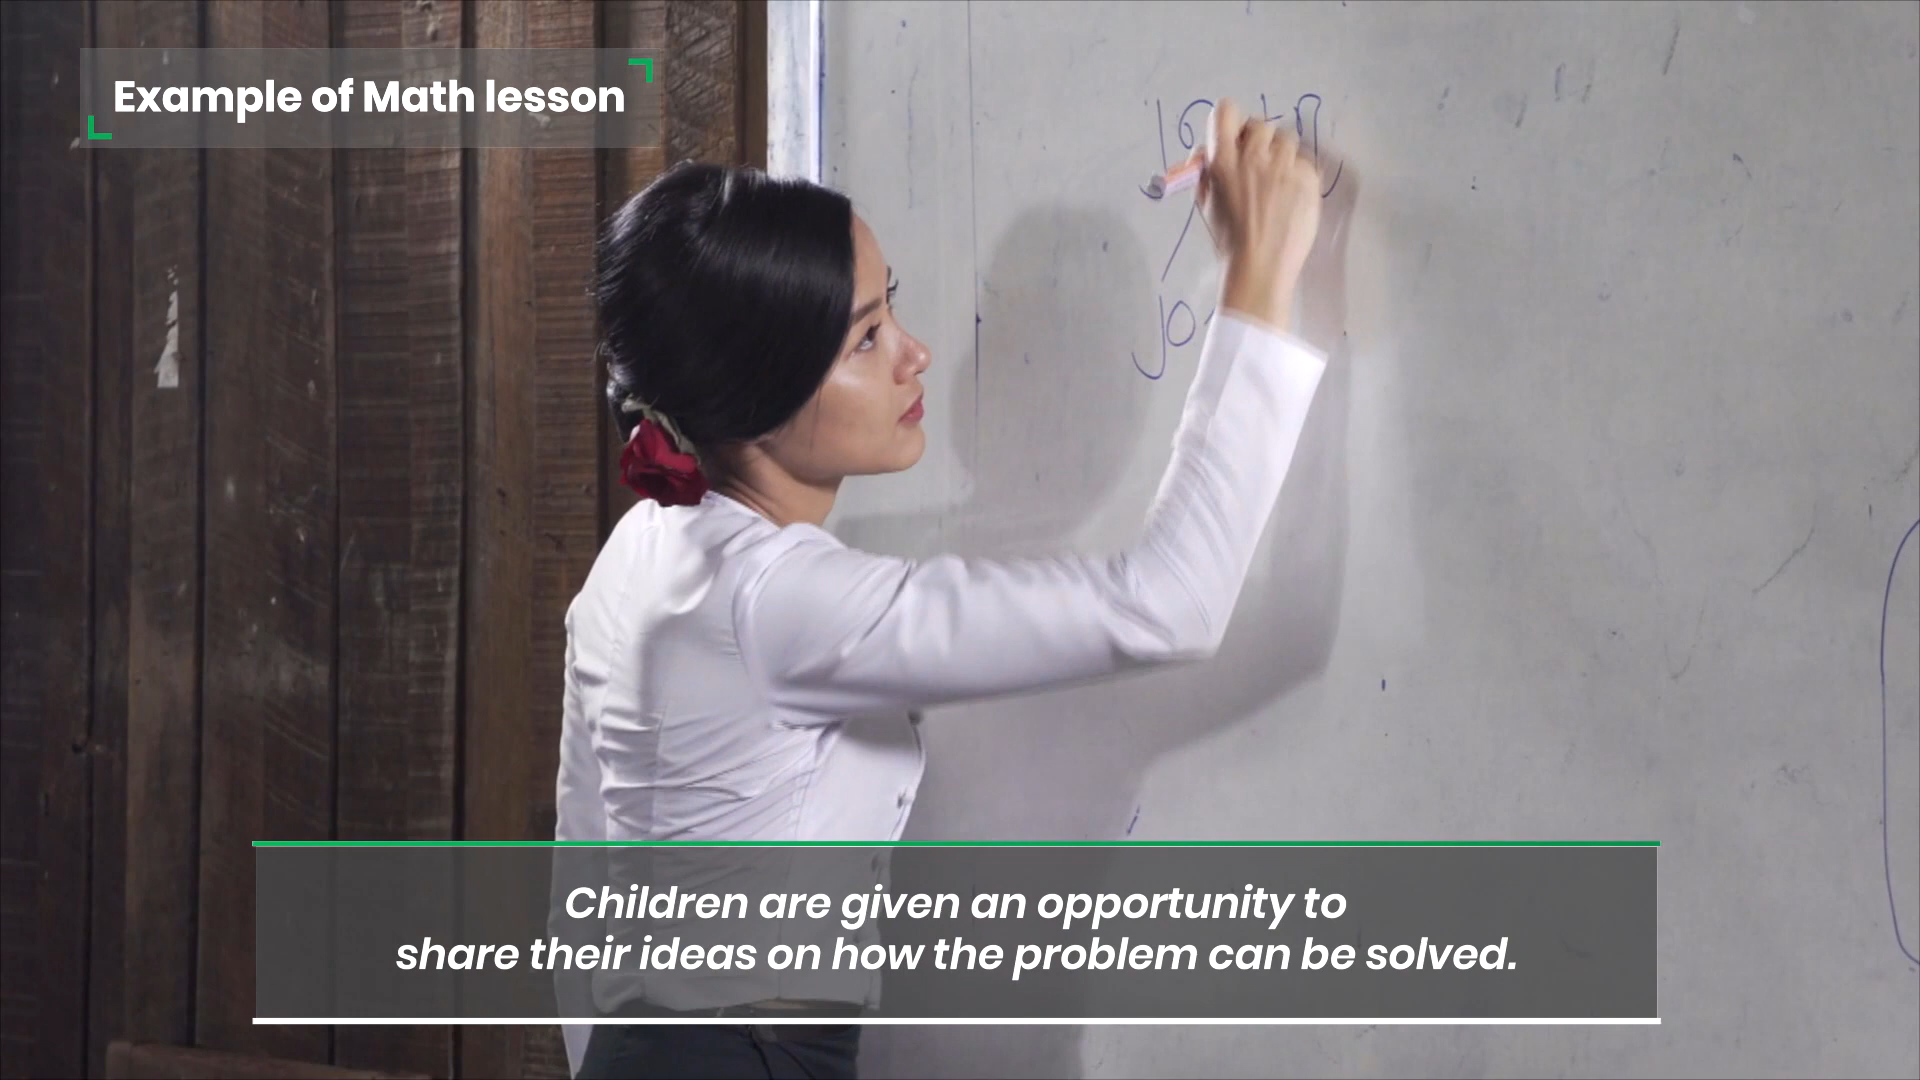 Example of Math lesson
Children are given an opportunity to
share their ideas on how the problem can be solved.